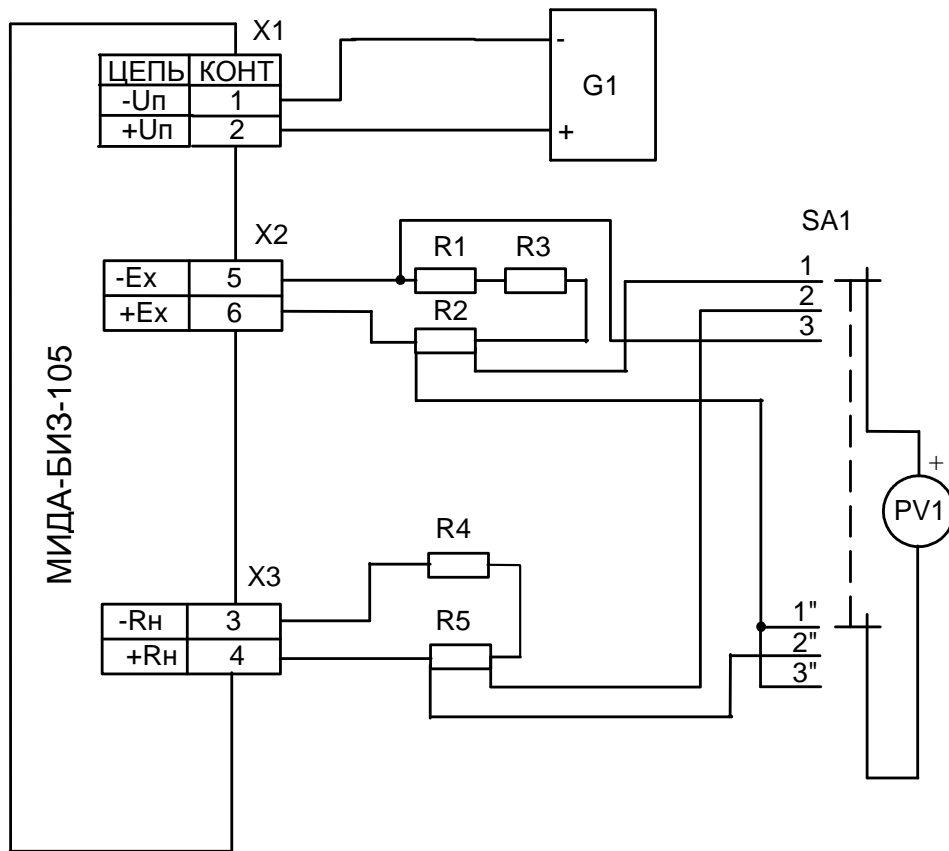 X1
ЦЕПЬ КОНТ
-Uп 1
+Uп 2
-
G1
+
X2
-Ex 5
+Ex 6
R1 R3
R2
SA1
1
2
3
МИДА-БИЗ-105
+
PV1
R4
X3
-Rн 3
+Rн 4
R5
1"
2"
3"